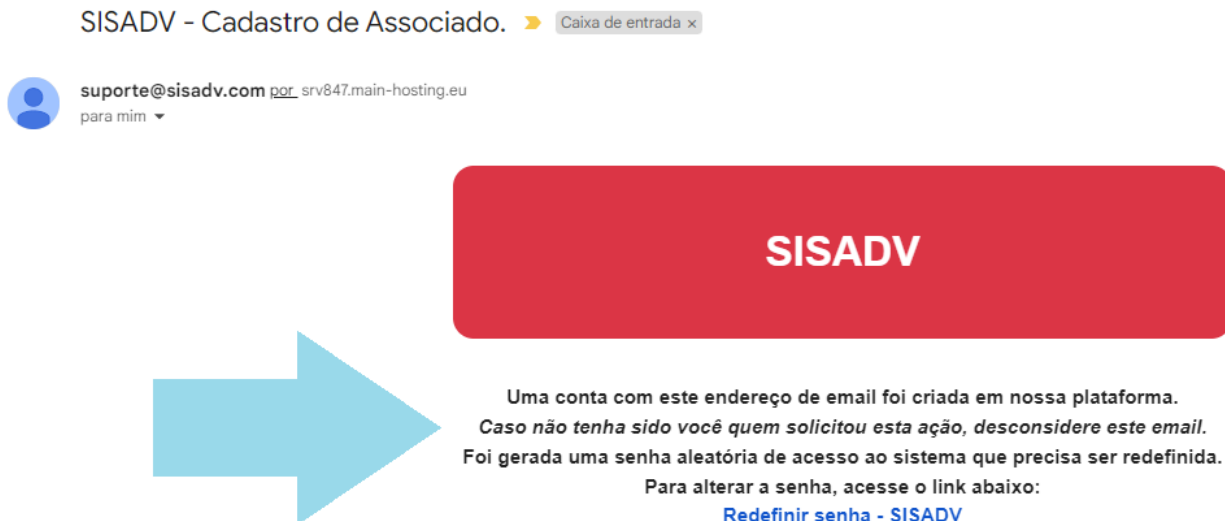 SISADV - Cadastro de Associado. Caixa de entrada x
suporte@sisadv.com por srv847.main-hosting.eu
para mim
SISADV
Uma conta com este endereço de email foi criada em nossa plataforma.
Caso não tenha sido você quem solicitou esta ação, desconsidere este email.
Foi gerada uma senha aleatória de acesso ao sistema que precisa ser redefinida.
Para alterar a senha, acesse o link abaixo:
Redefinir senha - SISADV